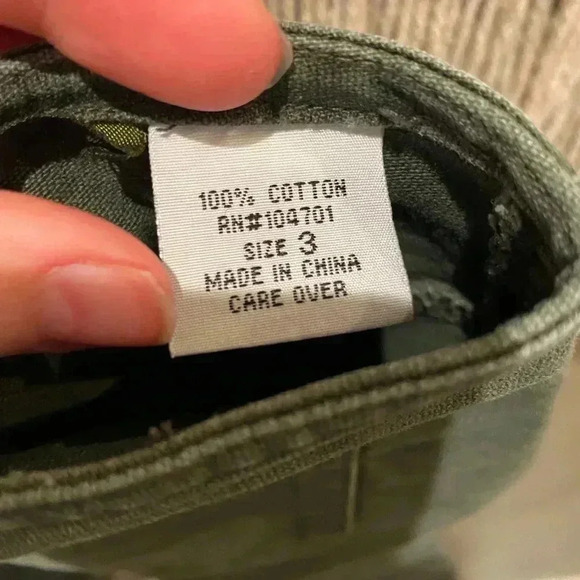 100% COTTON
RN#104701
SIZE 3
MADE IN CHINA
CARE OVER